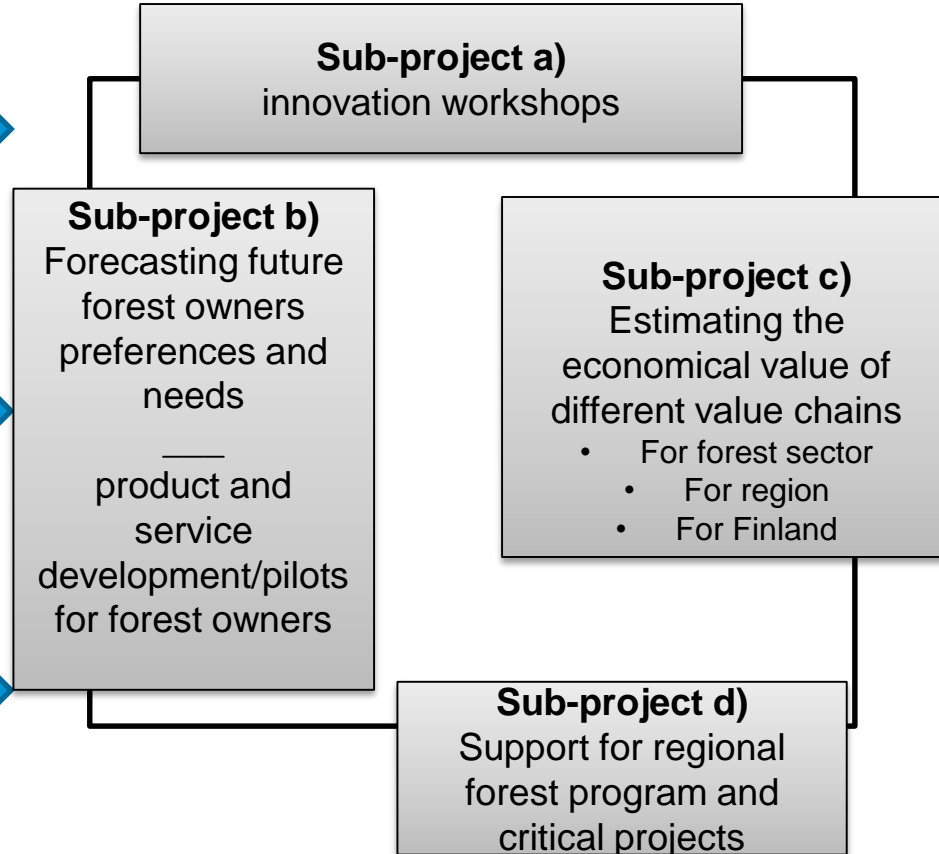 Sub-project a)
innovation workshops
Sub-project b)
Forecasting future
forest owners
preferences and
needs
___
product and
service
development/pilots
for forest owners
Sub-project c)
Estimating the
economical value of
different value chains
• For forest sector
• For region
• For Finland
Sub-project d)
Support for regional
forest program and
critical projects